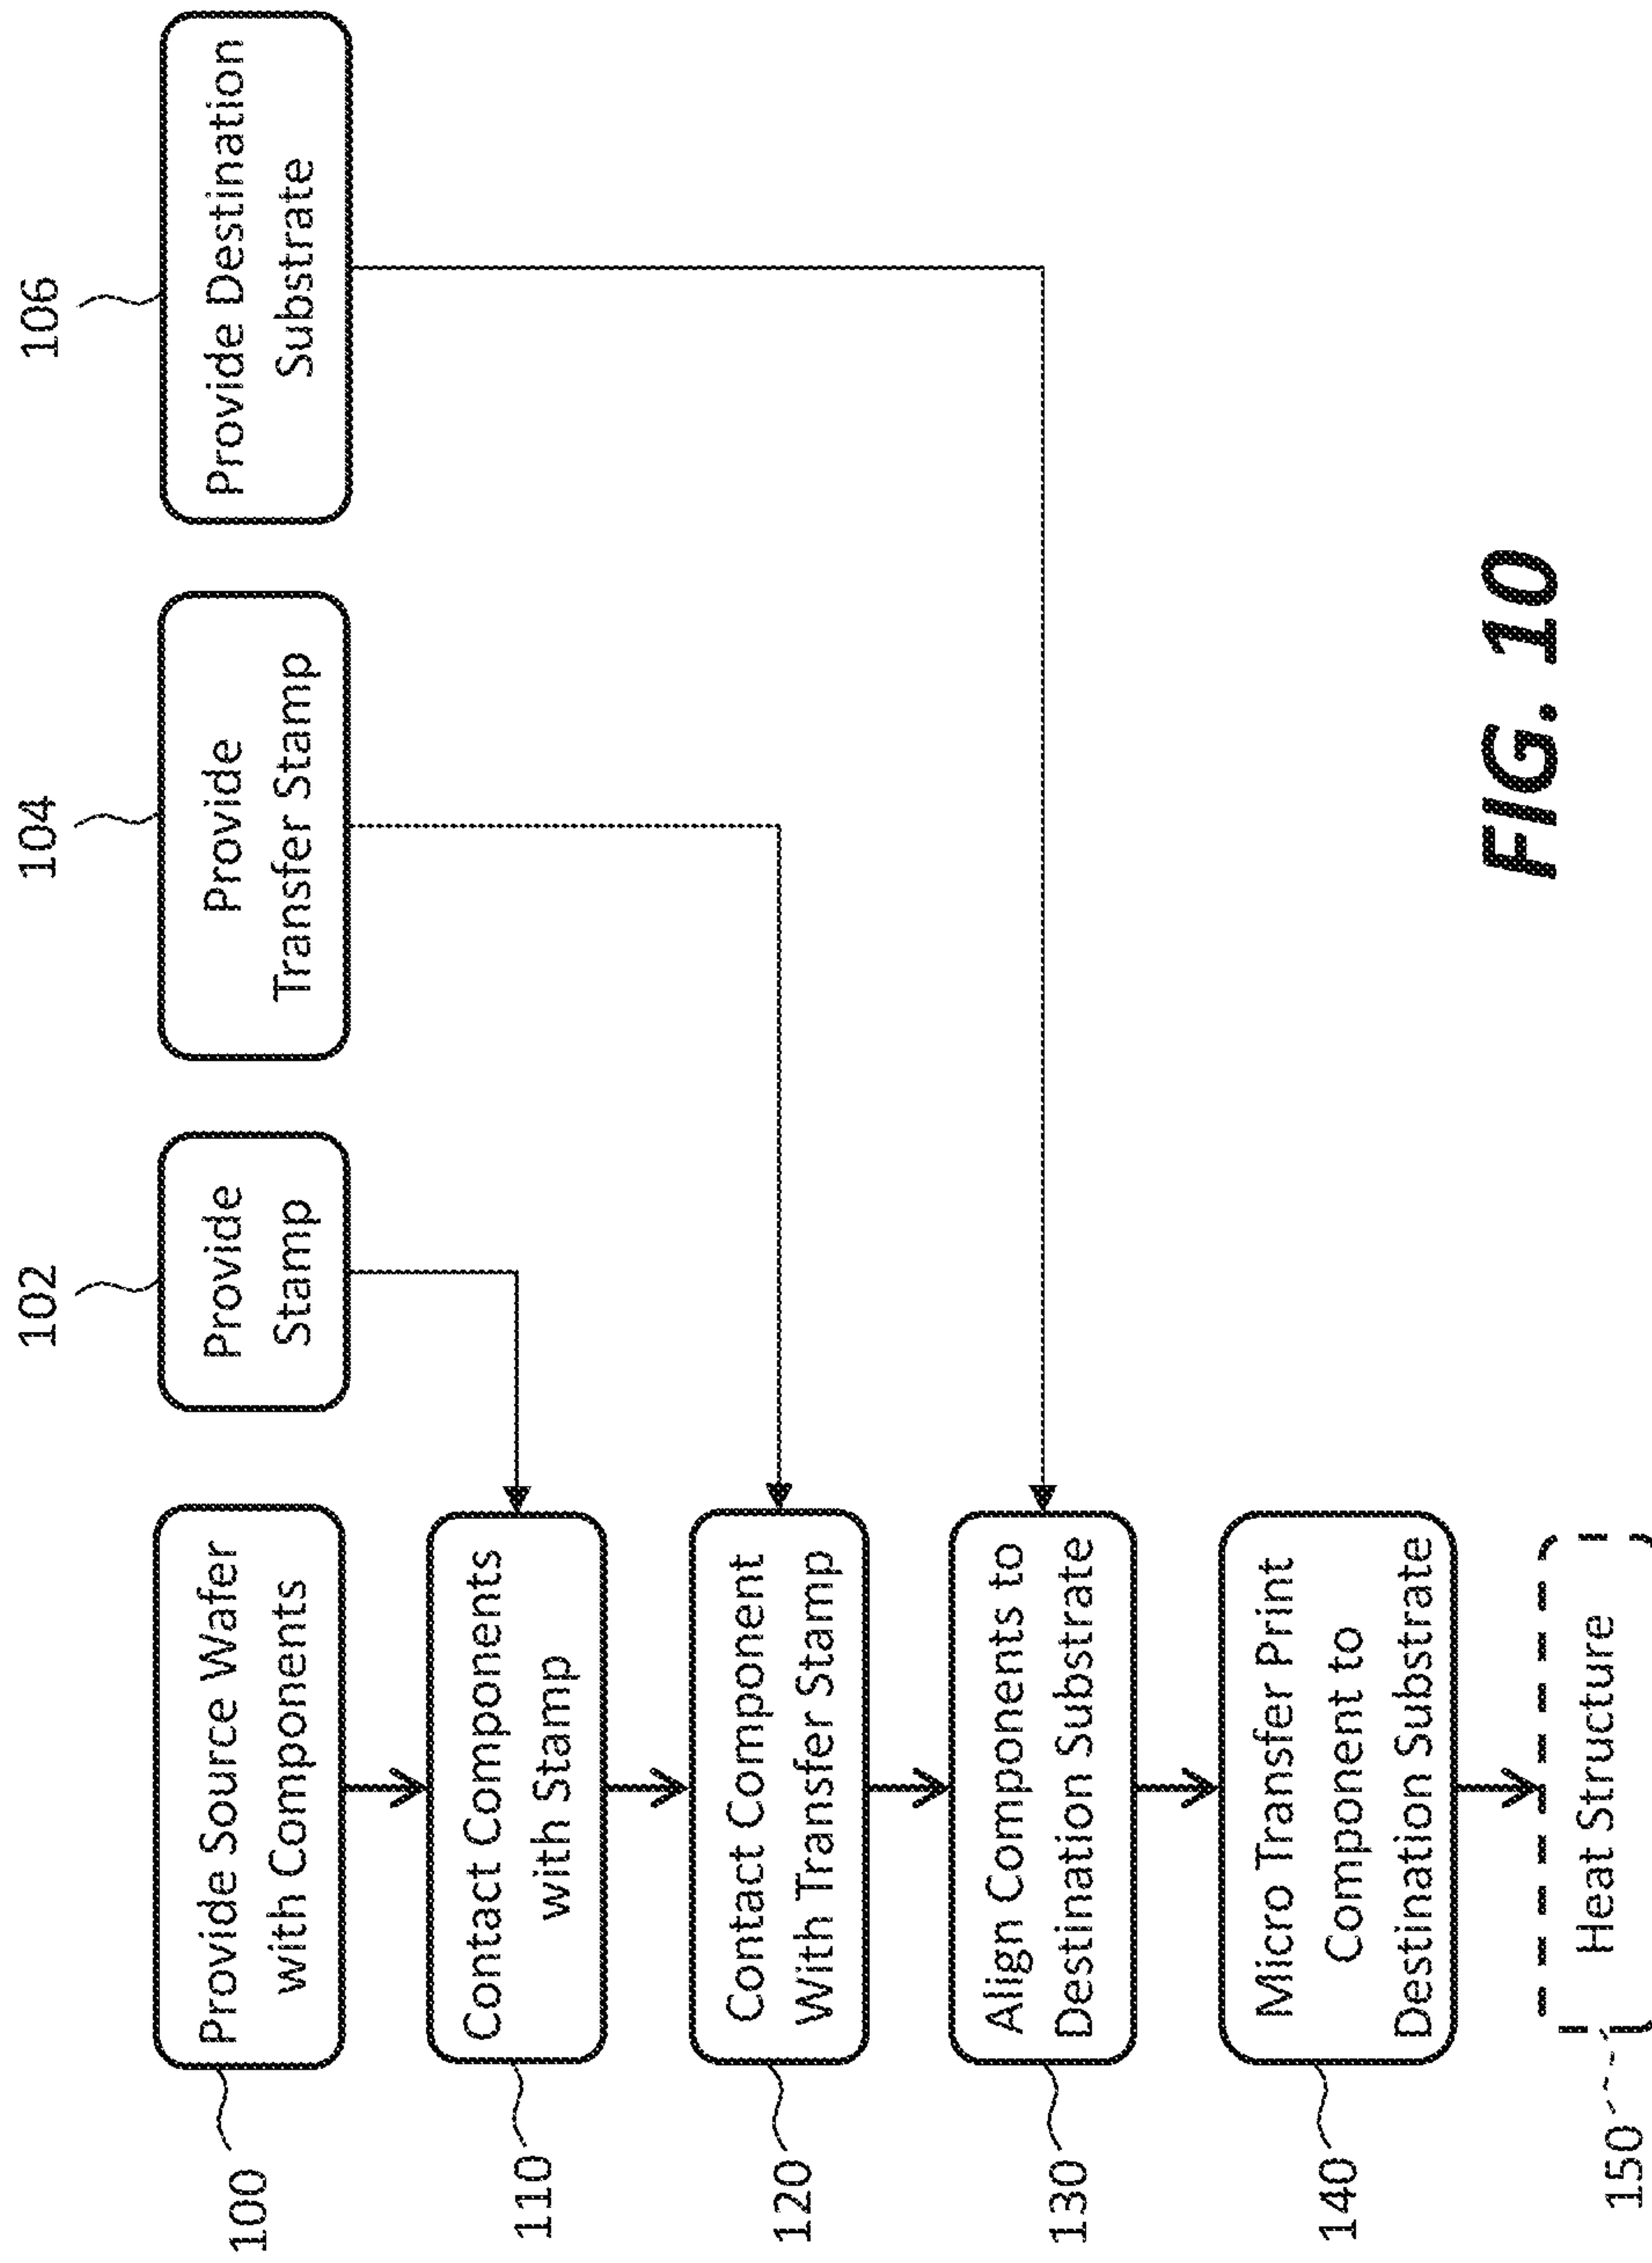 100
Provide Source Wafer
with Components
102
Provide
Stamp
104
Provide
Transfer Stamp
106
Provide Destination
Substrate
110
Contact Components
with Stamp
120
Contact Component
With Transfer Stamp
130
Align Components to
Destination Substrate
140
Micro Transfer Print
Component to
Destination Substrate
150
Heat Structure
FIG. 10